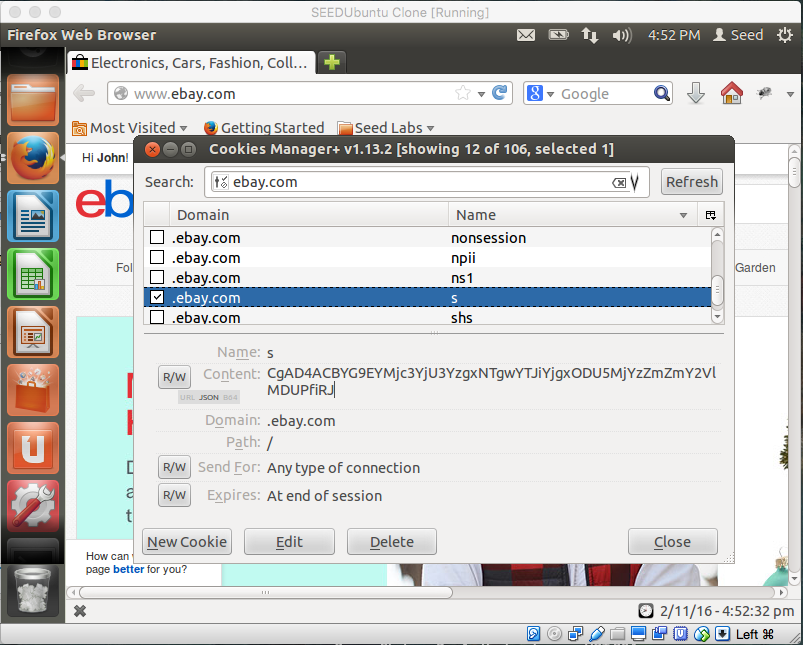 SEEDUbuntu Clone [Running]
Firefox Web Browser
4:52 PM Seed
Electronics, Cars, Fashion, Coll...
www.ebay.com
Google
Most Visited Getting Started Seed Labs
Cookies Manager+ v1.13.2 [showing 12 of 106, selected 1]
Hi John!
Search: ebay.com Refresh
eb
Domain Name
.ebay.com nonsession
.ebay.com npii
Fol Garden
.ebay.com ns1
.ebay.com s
.ebay.com shs
Name: s
R/W Content: CgAD4ACBYG9EYMjc3YjU3YzgxNTgwYTJiYjgxODU5MjYzZmZmY2Vl
MDUPfiRJ
URL JSON B64
Domain: .ebay.com
Path: /
R/W Send For: Any type of connection
R/W Expires: At end of session
New Cookie Edit Delete Close
How can
page better for you?
2/11/16 - 4:52:32 pm
Left ⌘